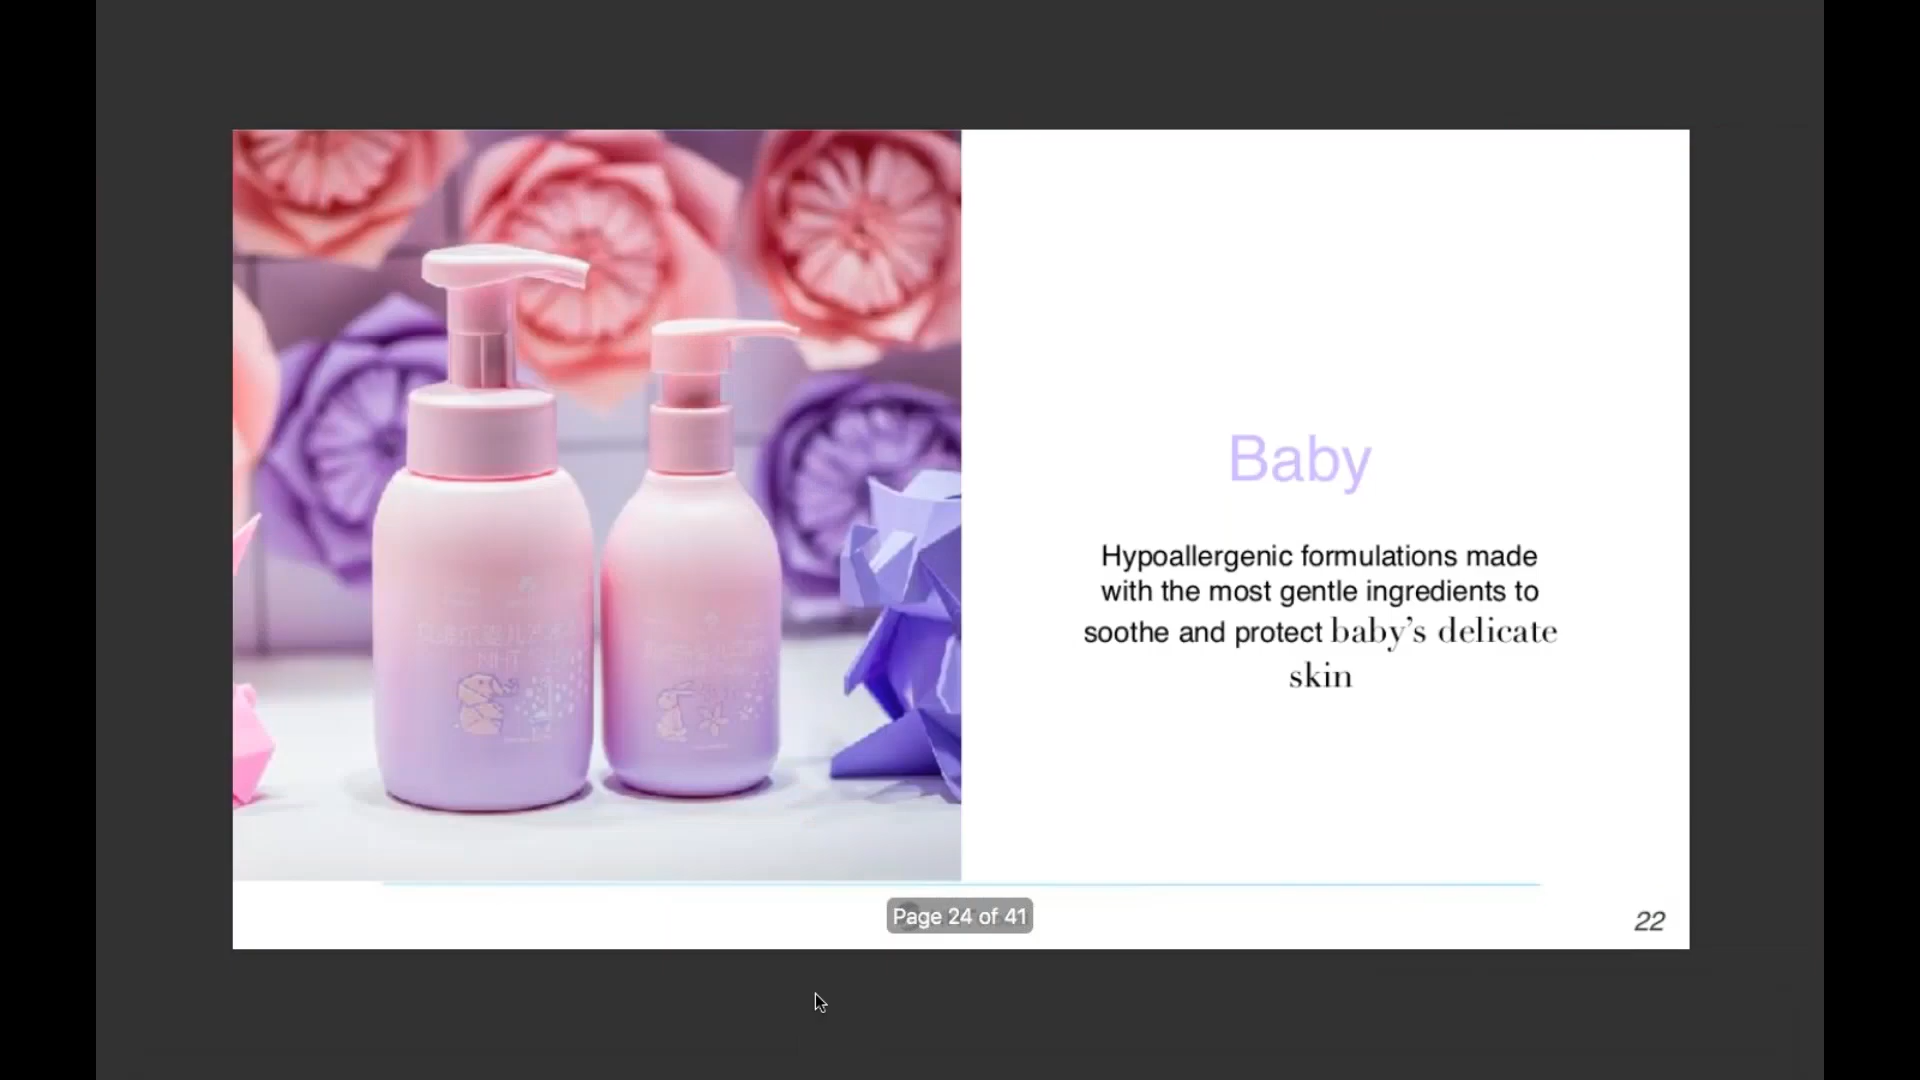 Baby
Hypoallergenic formulations made
with the most gentle ingredients to
soothe and protect baby’s delicate
skin
NHT
Page 24 of 41
22